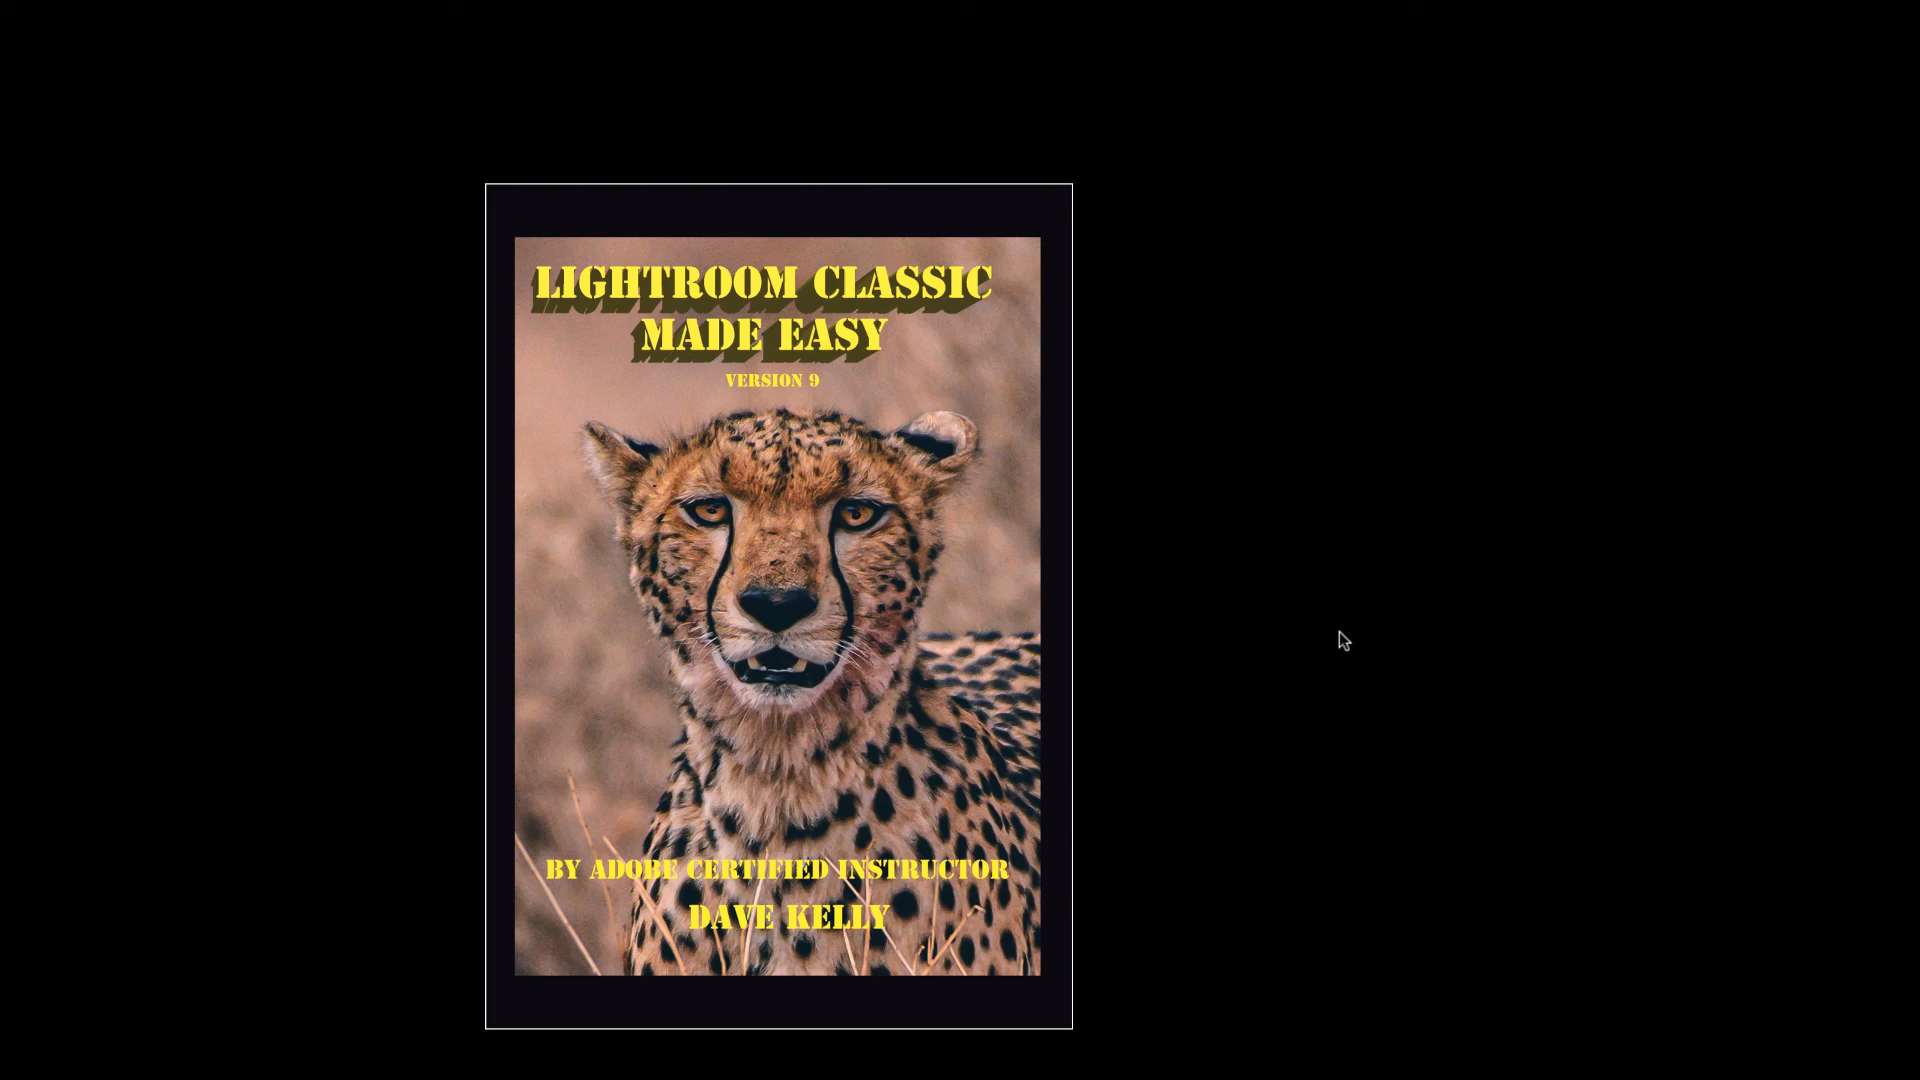 LIGHTROOM CLASSIC
MADE EASY
VERSION 9
BY ADOBE CERTIFIED INSTRUCTOR
DAVE KELLY